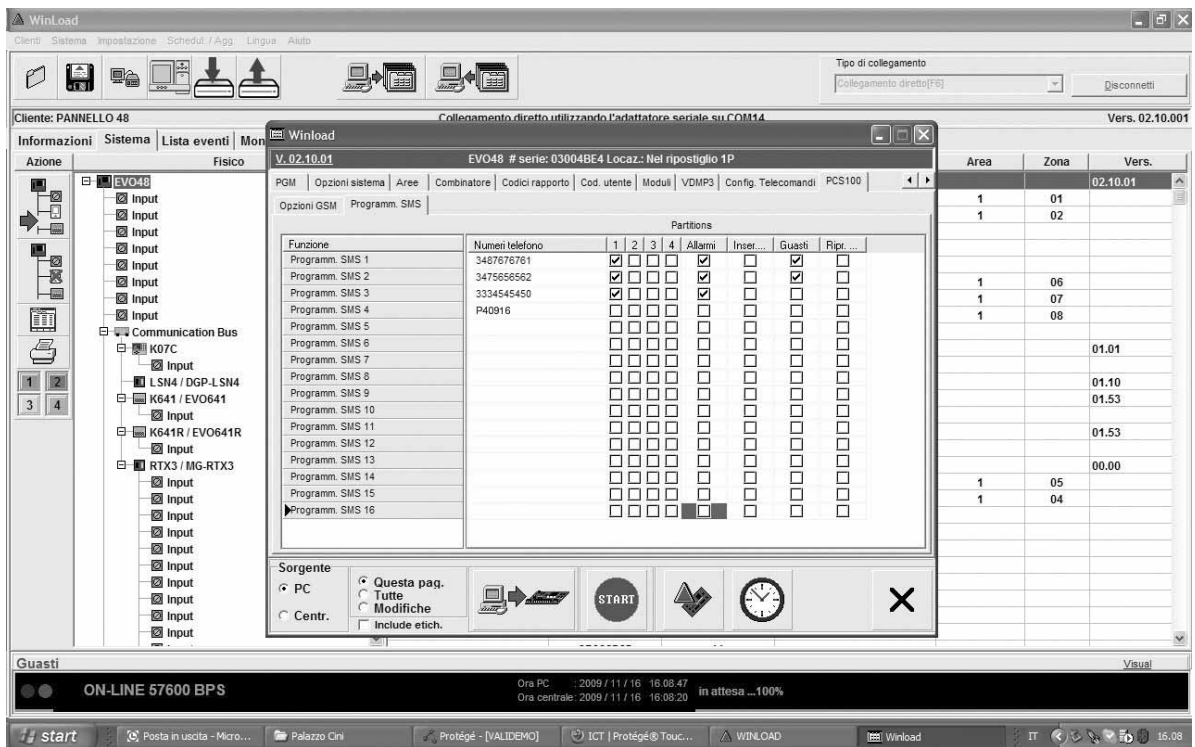 WinLoad
Clienti Sistema Impostazione Schedul. / Agg. Lingua Aiuto
Tipo di collegamento
Collegamento diretto[F6]
Disconnetti
Cliente: PANNELLO 48 Collegamento diretto utilizzando l'adattatore seriale su COM14 Vers. 02.10.001
Informazioni Sistema Lista eventi Mon
Azione Fisico Area Zona Vers.
EVO48 02.10.01
Input 1 01
Input 1 02
Input
Input
Input
Input 1 06
Input 1 07
Input 1 08
Communication Bus
K07C 01.01
Input
LSN4 / DGP-LSN4 01.10
K641 / EVO641 01.53
Input
K641R / EVO641R 01.53
Input
RTX3 / MG-RTX3 00.00
Input 1 05
Input 1 04
Input
Input
Input
Input
Input
Input
Input
Input
1 2
3 4
Winload
V. 02.10.01 EVO48 # serie: 03004BE4 Locaz.: Nel ripostiglio 1P
PGM Opzioni sistema Aree Combinatore Codici rapporto Cod. utente Moduli VDMP3 Config. Telecomandi PCS100
Opzioni GSM Programm. SMS
Partitions
Funzione Numeri telefono 1 2 3 4 Allarmi Inser.... Guasti Ripr. ...
Programm. SMS 1 3487676761
Programm. SMS 2 3475656562
Programm. SMS 3 3334545450
Programm. SMS 4 P40916
Programm. SMS 5
Programm. SMS 6
Programm. SMS 7
Programm. SMS 8
Programm. SMS 9
Programm. SMS 10
Programm. SMS 11
Programm. SMS 12
Programm. SMS 13
Programm. SMS 14
Programm. SMS 15
Programm. SMS 16
Sorgente
PC
Centr.
Questa pag.
Tutte
Modifiche
Include etich.
START
Guasti Visual
ON-LINE 57600 BPS
Ora PC : 2009 / 11 / 16 16.08.47
Ora centrale: 2009 / 11 / 16 16:08:20
in attesa ...100%
start Posta in uscita - Micro... Palazzo Cini Protégé - [VALIDEMO] ICT | Protégé® Touc... WINLOAD Winload IT 16.08